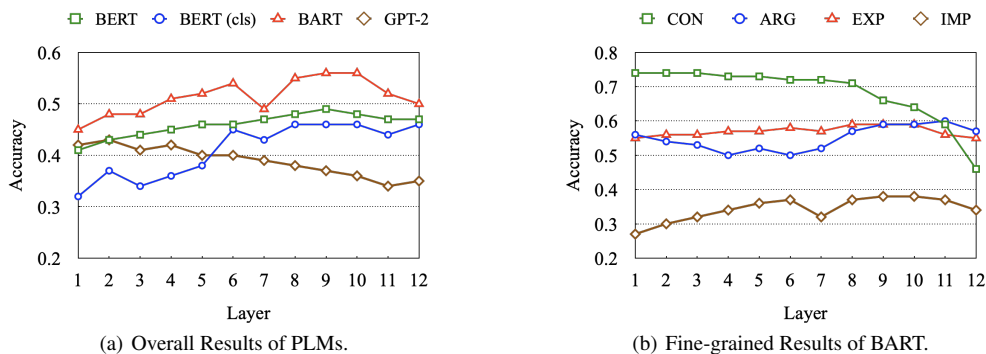 BERT BERT (cls) BART GPT-2
0.6
0.5
0.4
0.3
0.2
Accuracy
1 2 3 4 5 6 7 8 9 10 11 12
Layer
(a) Overall Results of PLMs.
CON ARG EXP IMP
0.8
0.7
0.6
0.5
0.4
0.3
0.2
Accuracy
1 2 3 4 5 6 7 8 9 10 11 12
Layer
(b) Fine-grained Results of BART.